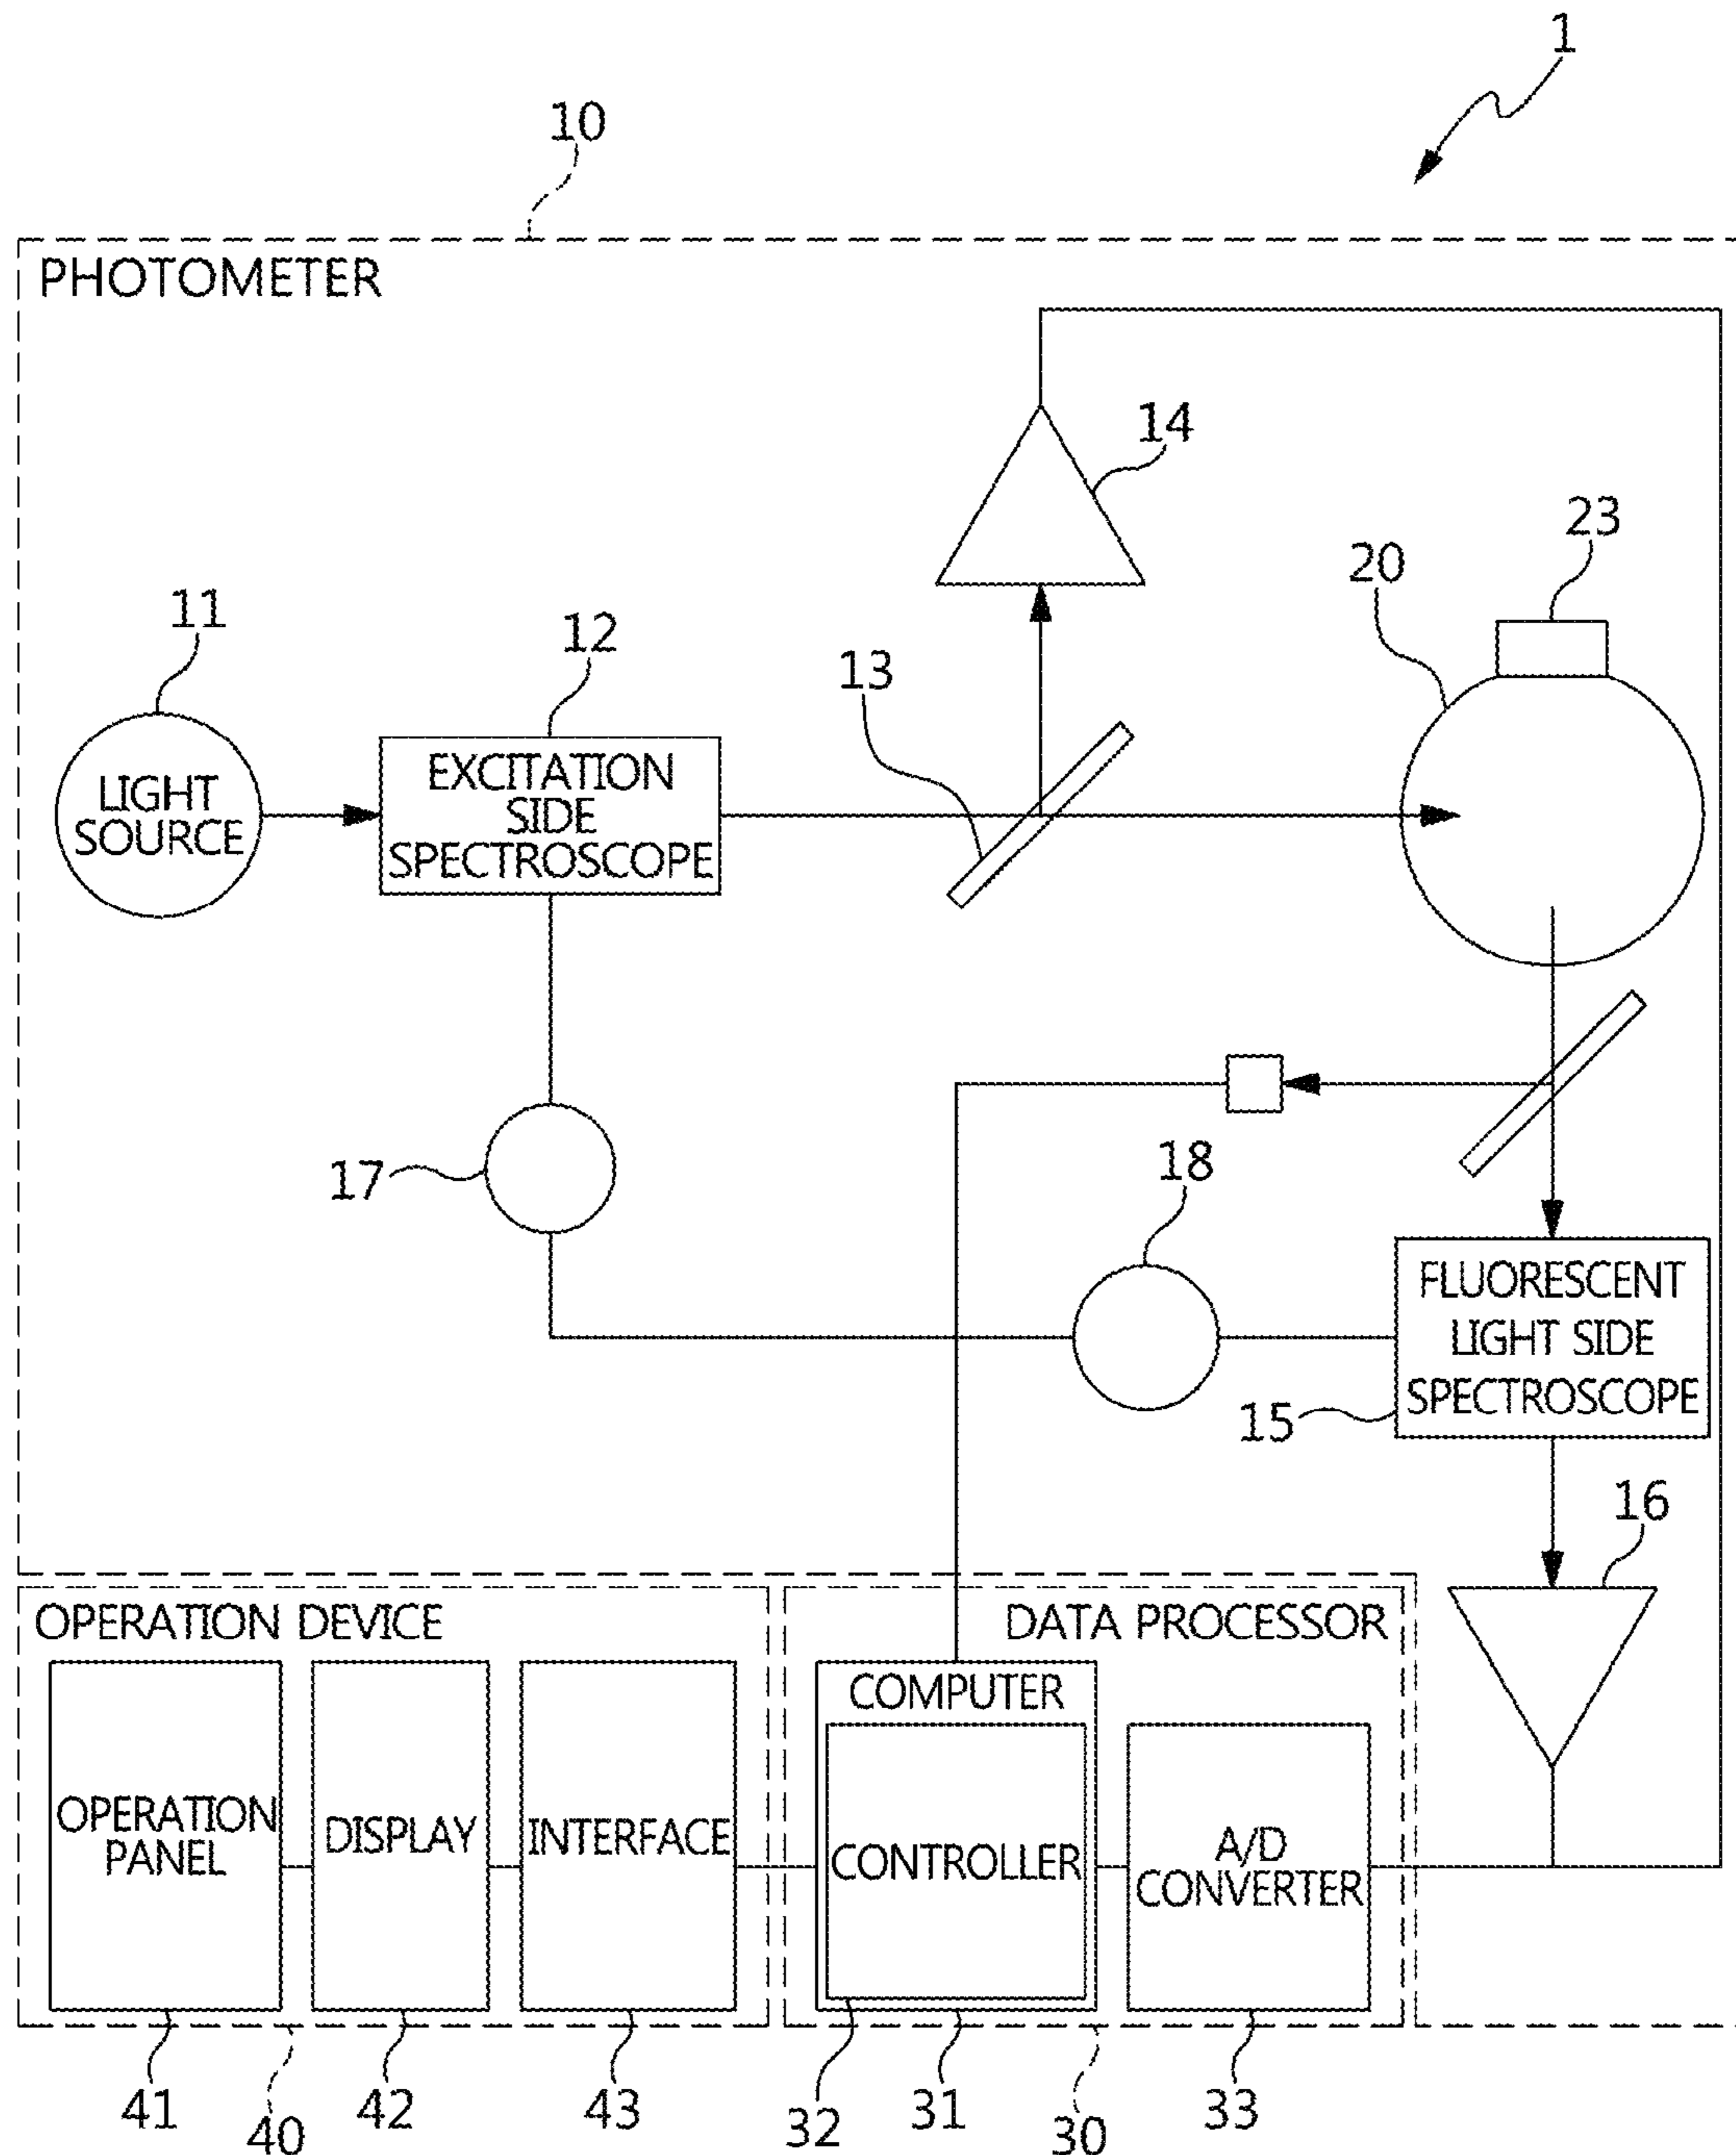 1
10
PHOTOMETER
14
23
20
11
12
13
LIGHT
SOURCE
EXCITATION
SIDE
SPECTROSCOPE
17
18
FLUORESCENT
LIGHT SIDE
SPECTROSCOPE
15
16
OPERATION DEVICE
DATA PROCESSOR
COMPUTER
OPERATION
PANEL
DISPLAY
INTERFACE
CONTROLLER
A/D
CONVERTER
41
40
42
43
32
31
30
33